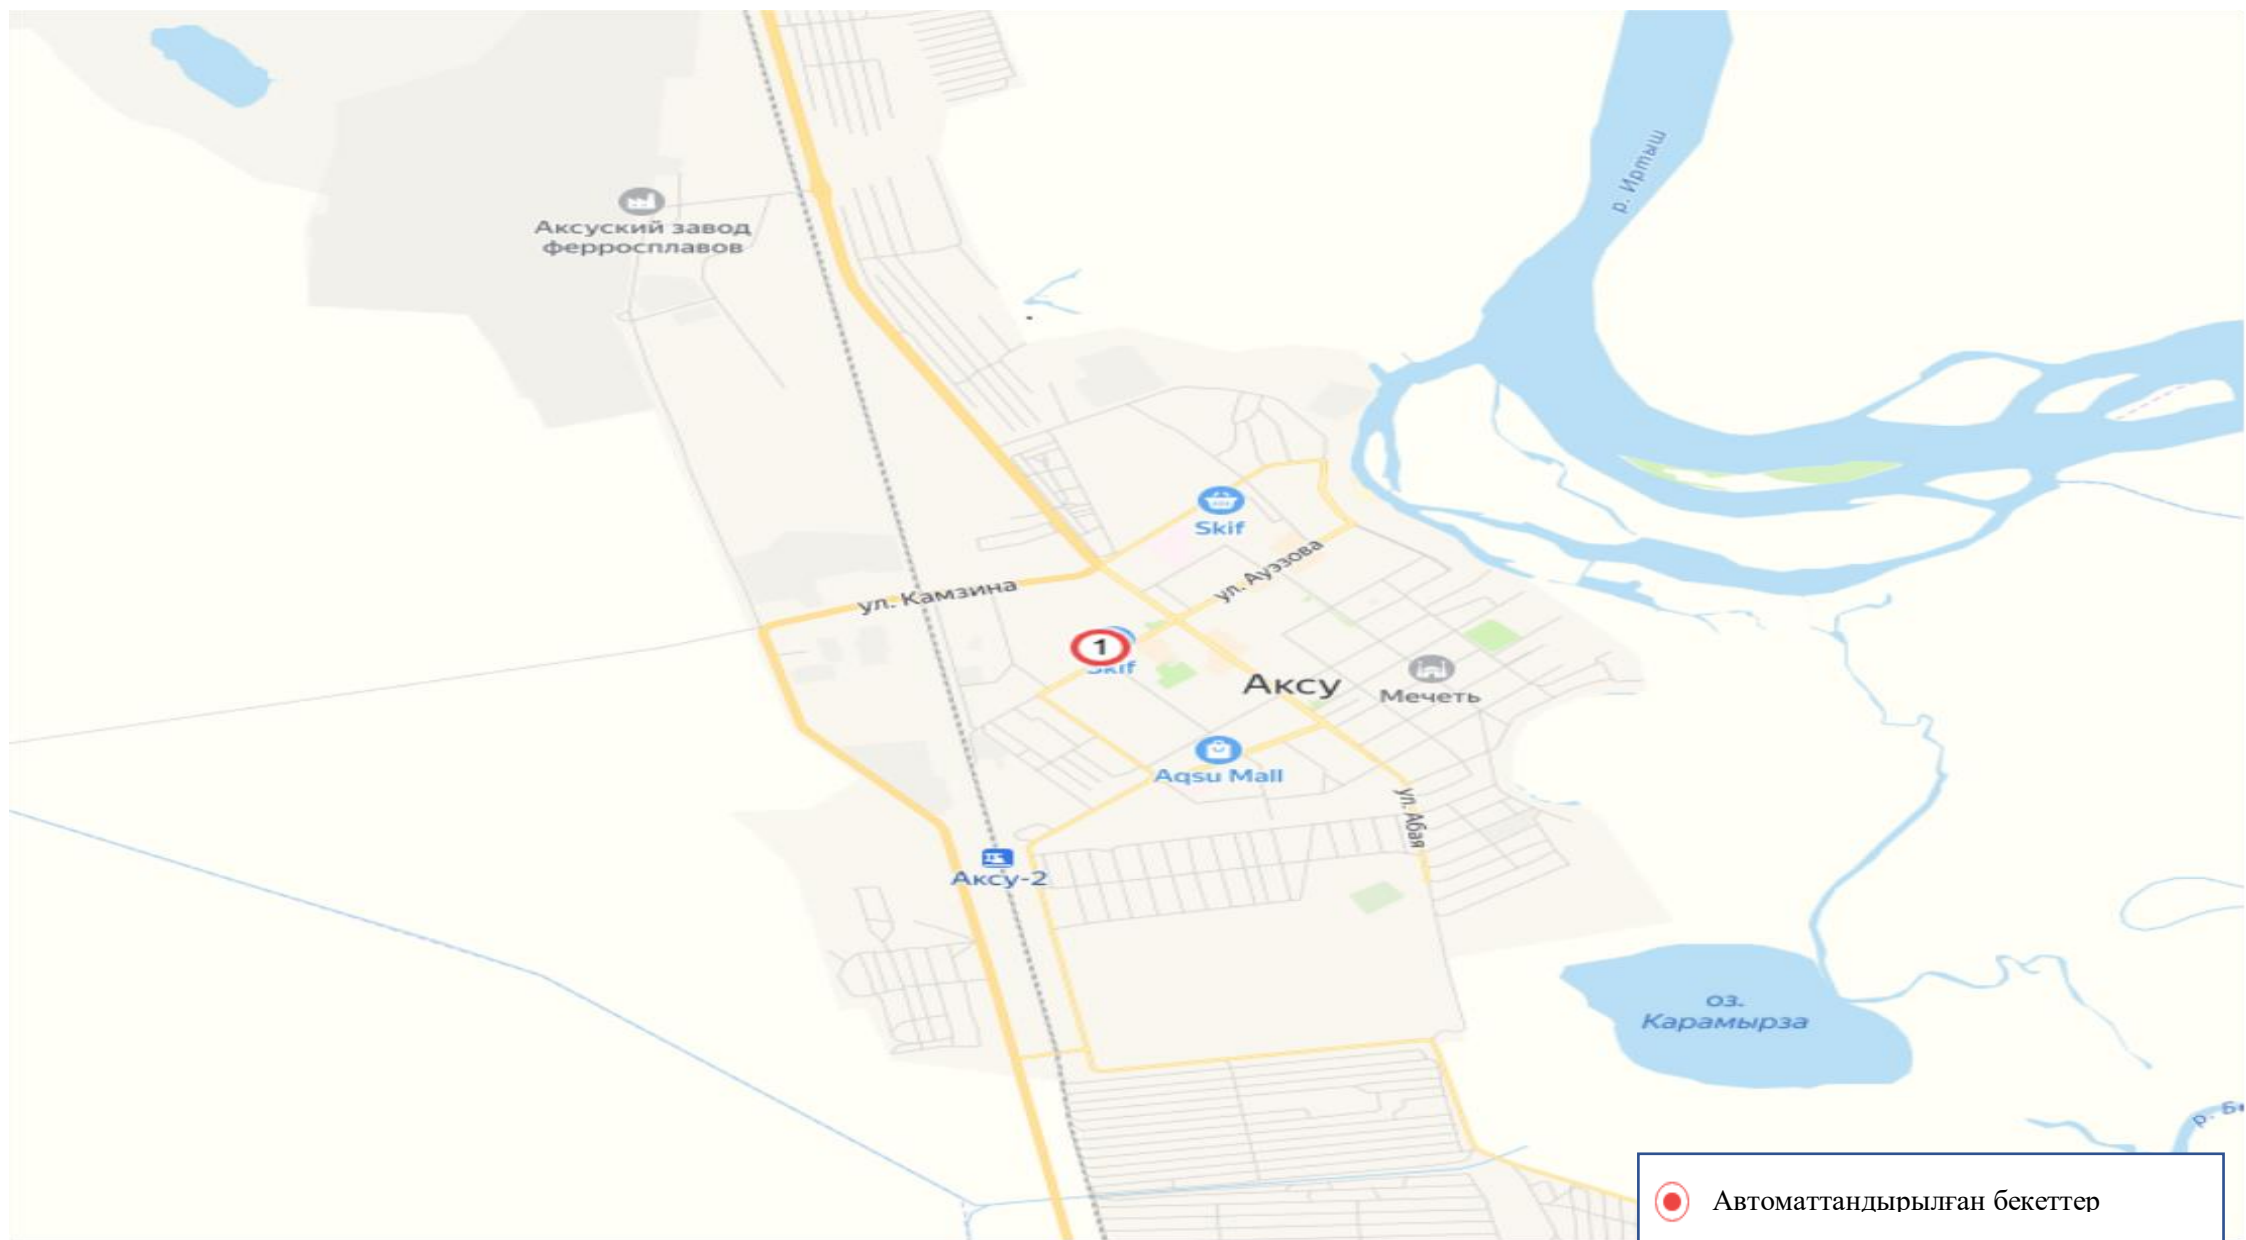 р. Иртыш
Аксуский завод
ферросплавов
Skif
ул. Ауэзова
ул. Камзина
1
Skif
Аксу
Мечеть
Aqsu Mall
ул. Абая
Аксу-2
оз.
Карамырза
р. Б
Автоматтандырылған бекеттер